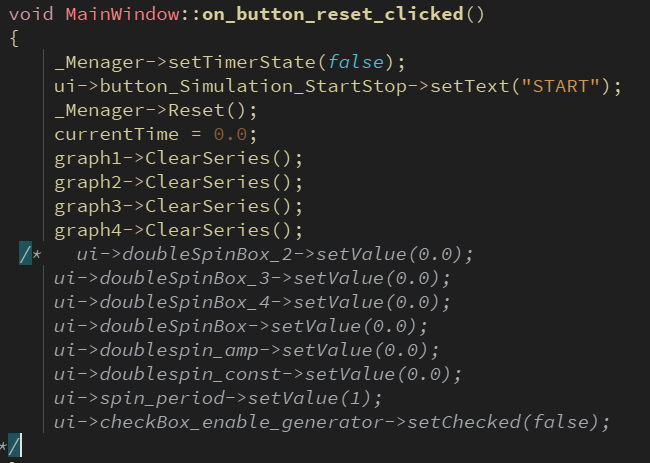 void MainWindow::on_button_reset_clicked()
{
    _Menager->setTimerState(false);
    ui->button_Simulation_StartStop->setText("START");
    _Menager->Reset();
    currentTime = 0.0;
    graph1->ClearSeries();
    graph2->ClearSeries();
    graph3->ClearSeries();
    graph4->ClearSeries();
 /*   ui->doubleSpinBox_2->setValue(0.0);
    ui->doubleSpinBox_3->setValue(0.0);
    ui->doubleSpinBox_4->setValue(0.0);
    ui->doubleSpinBox->setValue(0.0);
    ui->doublespin_amp->setValue(0.0);
    ui->doublespin_const->setValue(0.0);
    ui->spin_period->setValue(1);
    ui->checkBox_enable_generator->setChecked(false);
*/